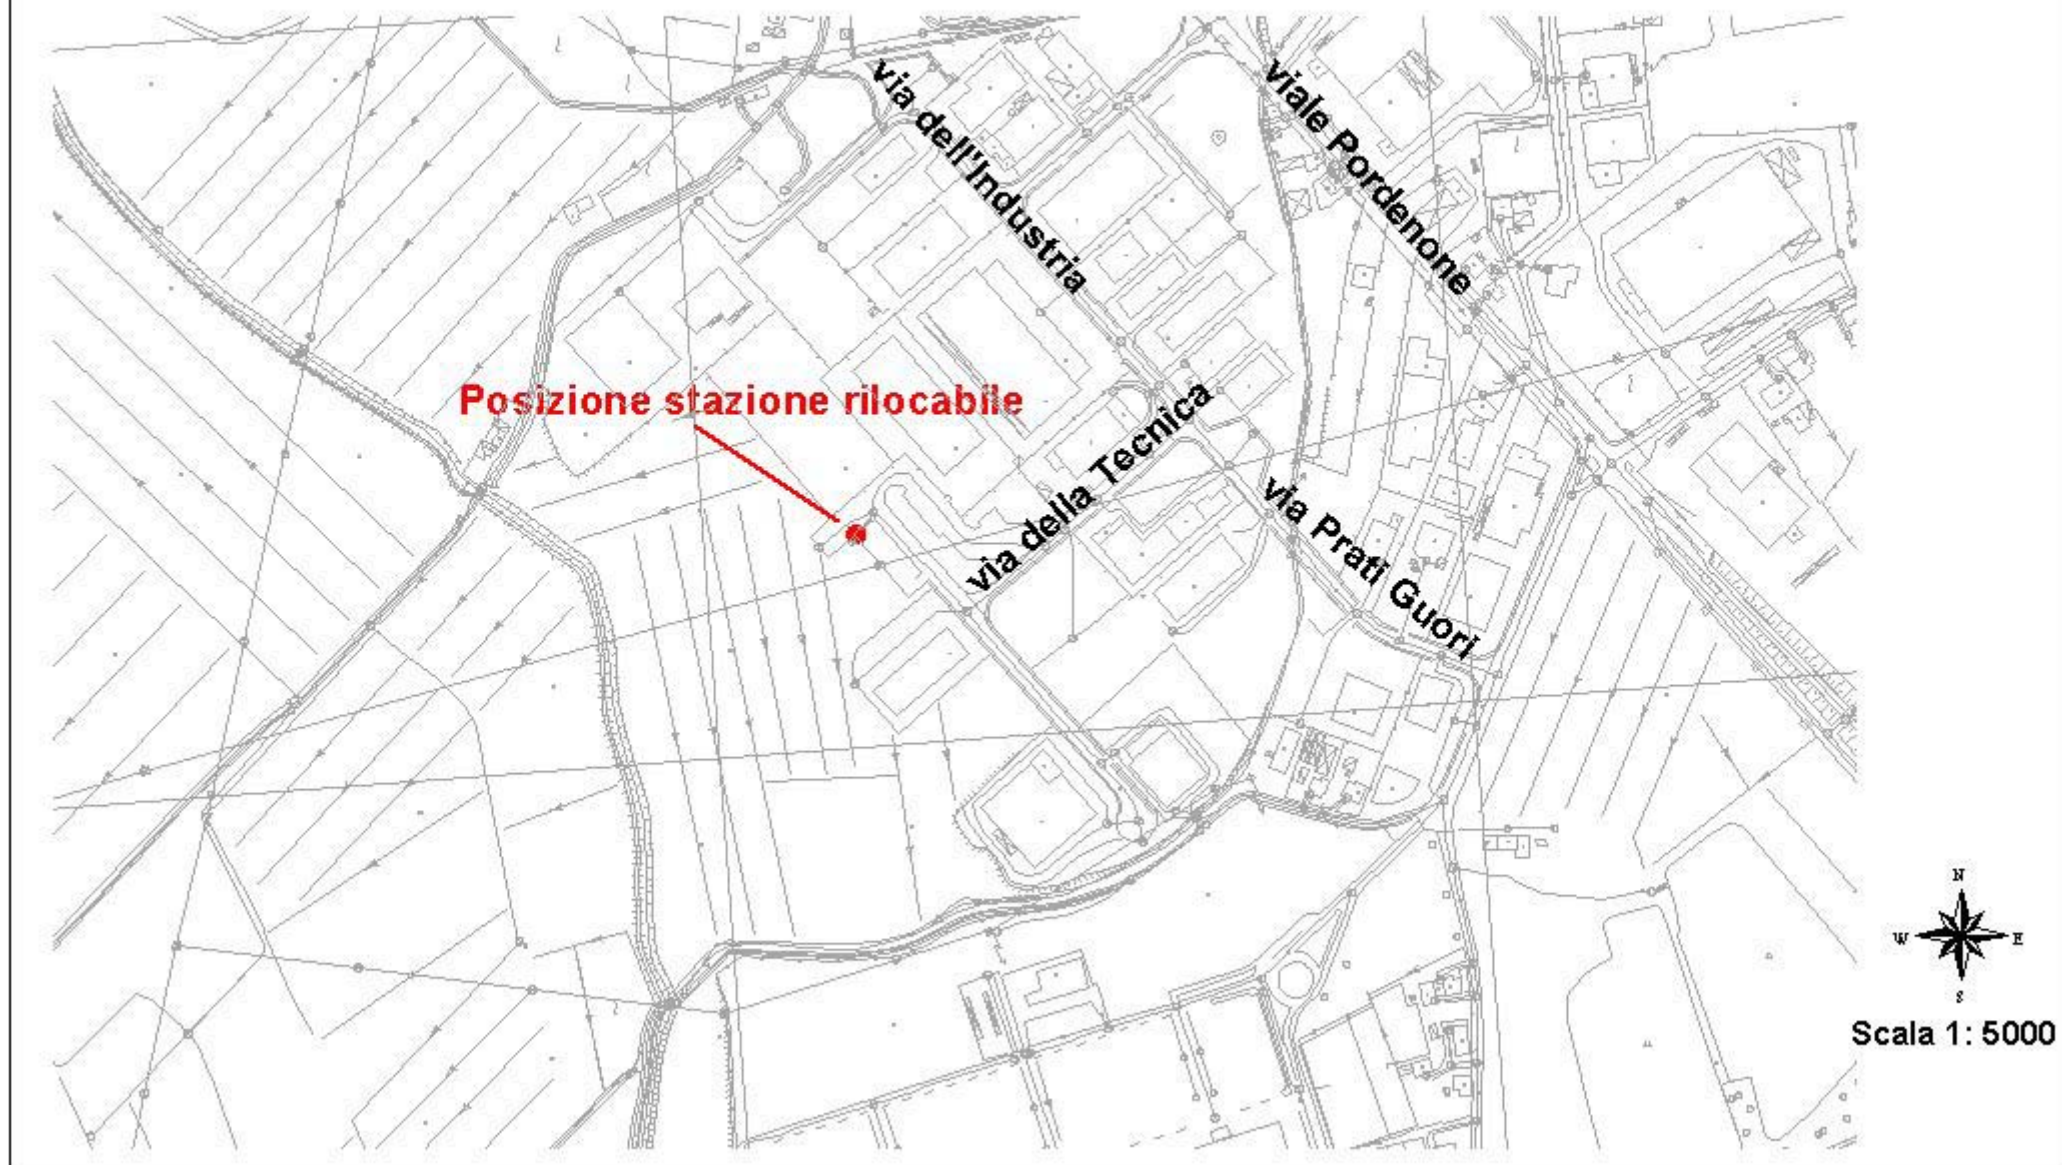 via dell'Industria
viale Pordenone
Posizione stazione rilocabile
via della Tecnica
via Prati Guori
N
W E
S
Scala 1: 5000